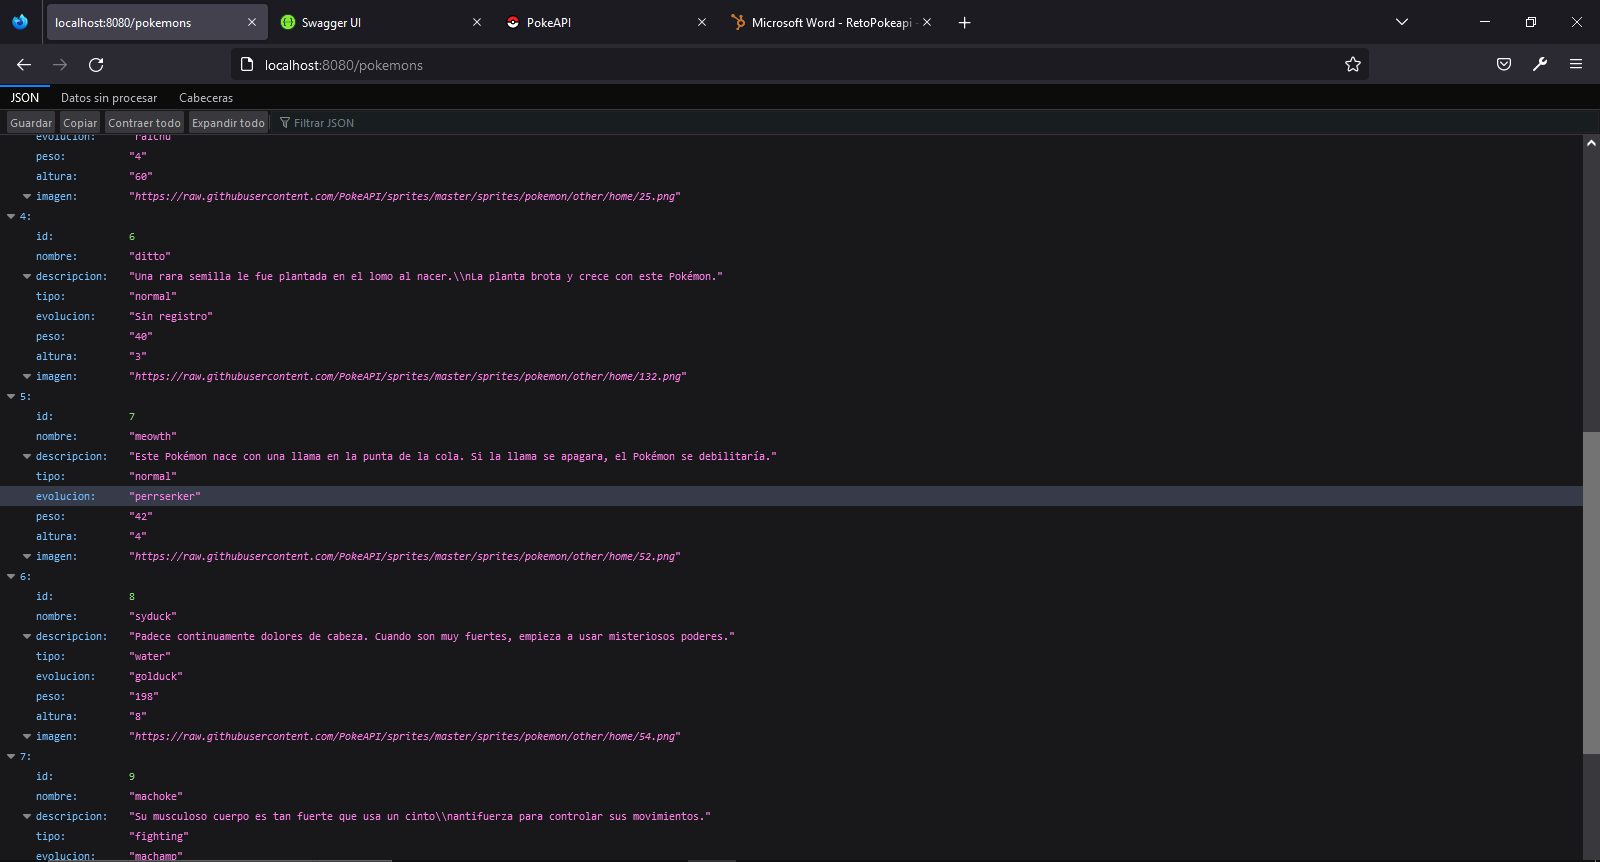 localhost:8080/pokemons
Swagger UI
PokeAPI
Microsoft Word - RetoPokeapi -
localhost:8080/pokemons
JSON Datos sin procesar Cabeceras
Guardar Copiar Contraer todo Expandir todo Filtrar JSON
evolucion: "raichu"
peso: "4"
altura: "60"
imagen: "https://raw.githubusercontent.com/PokeAPI/sprites/master/sprites/pokemon/other/home/25.png"
4:
id: 6
nombre: "ditto"
descripcion: "Una rara semilla le fue plantada en el lomo al nacer.\\nLa planta brota y crece con este Pokémon."
tipo: "normal"
evolucion: "Sin registro"
peso: "40"
altura: "3"
imagen: "https://raw.githubusercontent.com/PokeAPI/sprites/master/sprites/pokemon/other/home/132.png"
5:
id: 7
nombre: "meowth"
descripcion: "Este Pokémon nace con una llama en la punta de la cola. Si la llama se apagara, el Pokémon se debilitaría."
tipo: "normal"
evolucion: "perrserker"
peso: "42"
altura: "4"
imagen: "https://raw.githubusercontent.com/PokeAPI/sprites/master/sprites/pokemon/other/home/52.png"
6:
id: 8
nombre: "syduck"
descripcion: "Padece continuamente dolores de cabeza. Cuando son muy fuertes, empieza a usar misteriosos poderes."
tipo: "water"
evolucion: "golduck"
peso: "198"
altura: "8"
imagen: "https://raw.githubusercontent.com/PokeAPI/sprites/master/sprites/pokemon/other/home/54.png"
7:
id: 9
nombre: "machoke"
descripcion: "Su musculoso cuerpo es tan fuerte que usa un cinto\\nantifuerza para controlar sus movimientos."
tipo: "fighting"
evolucion: "machamp"